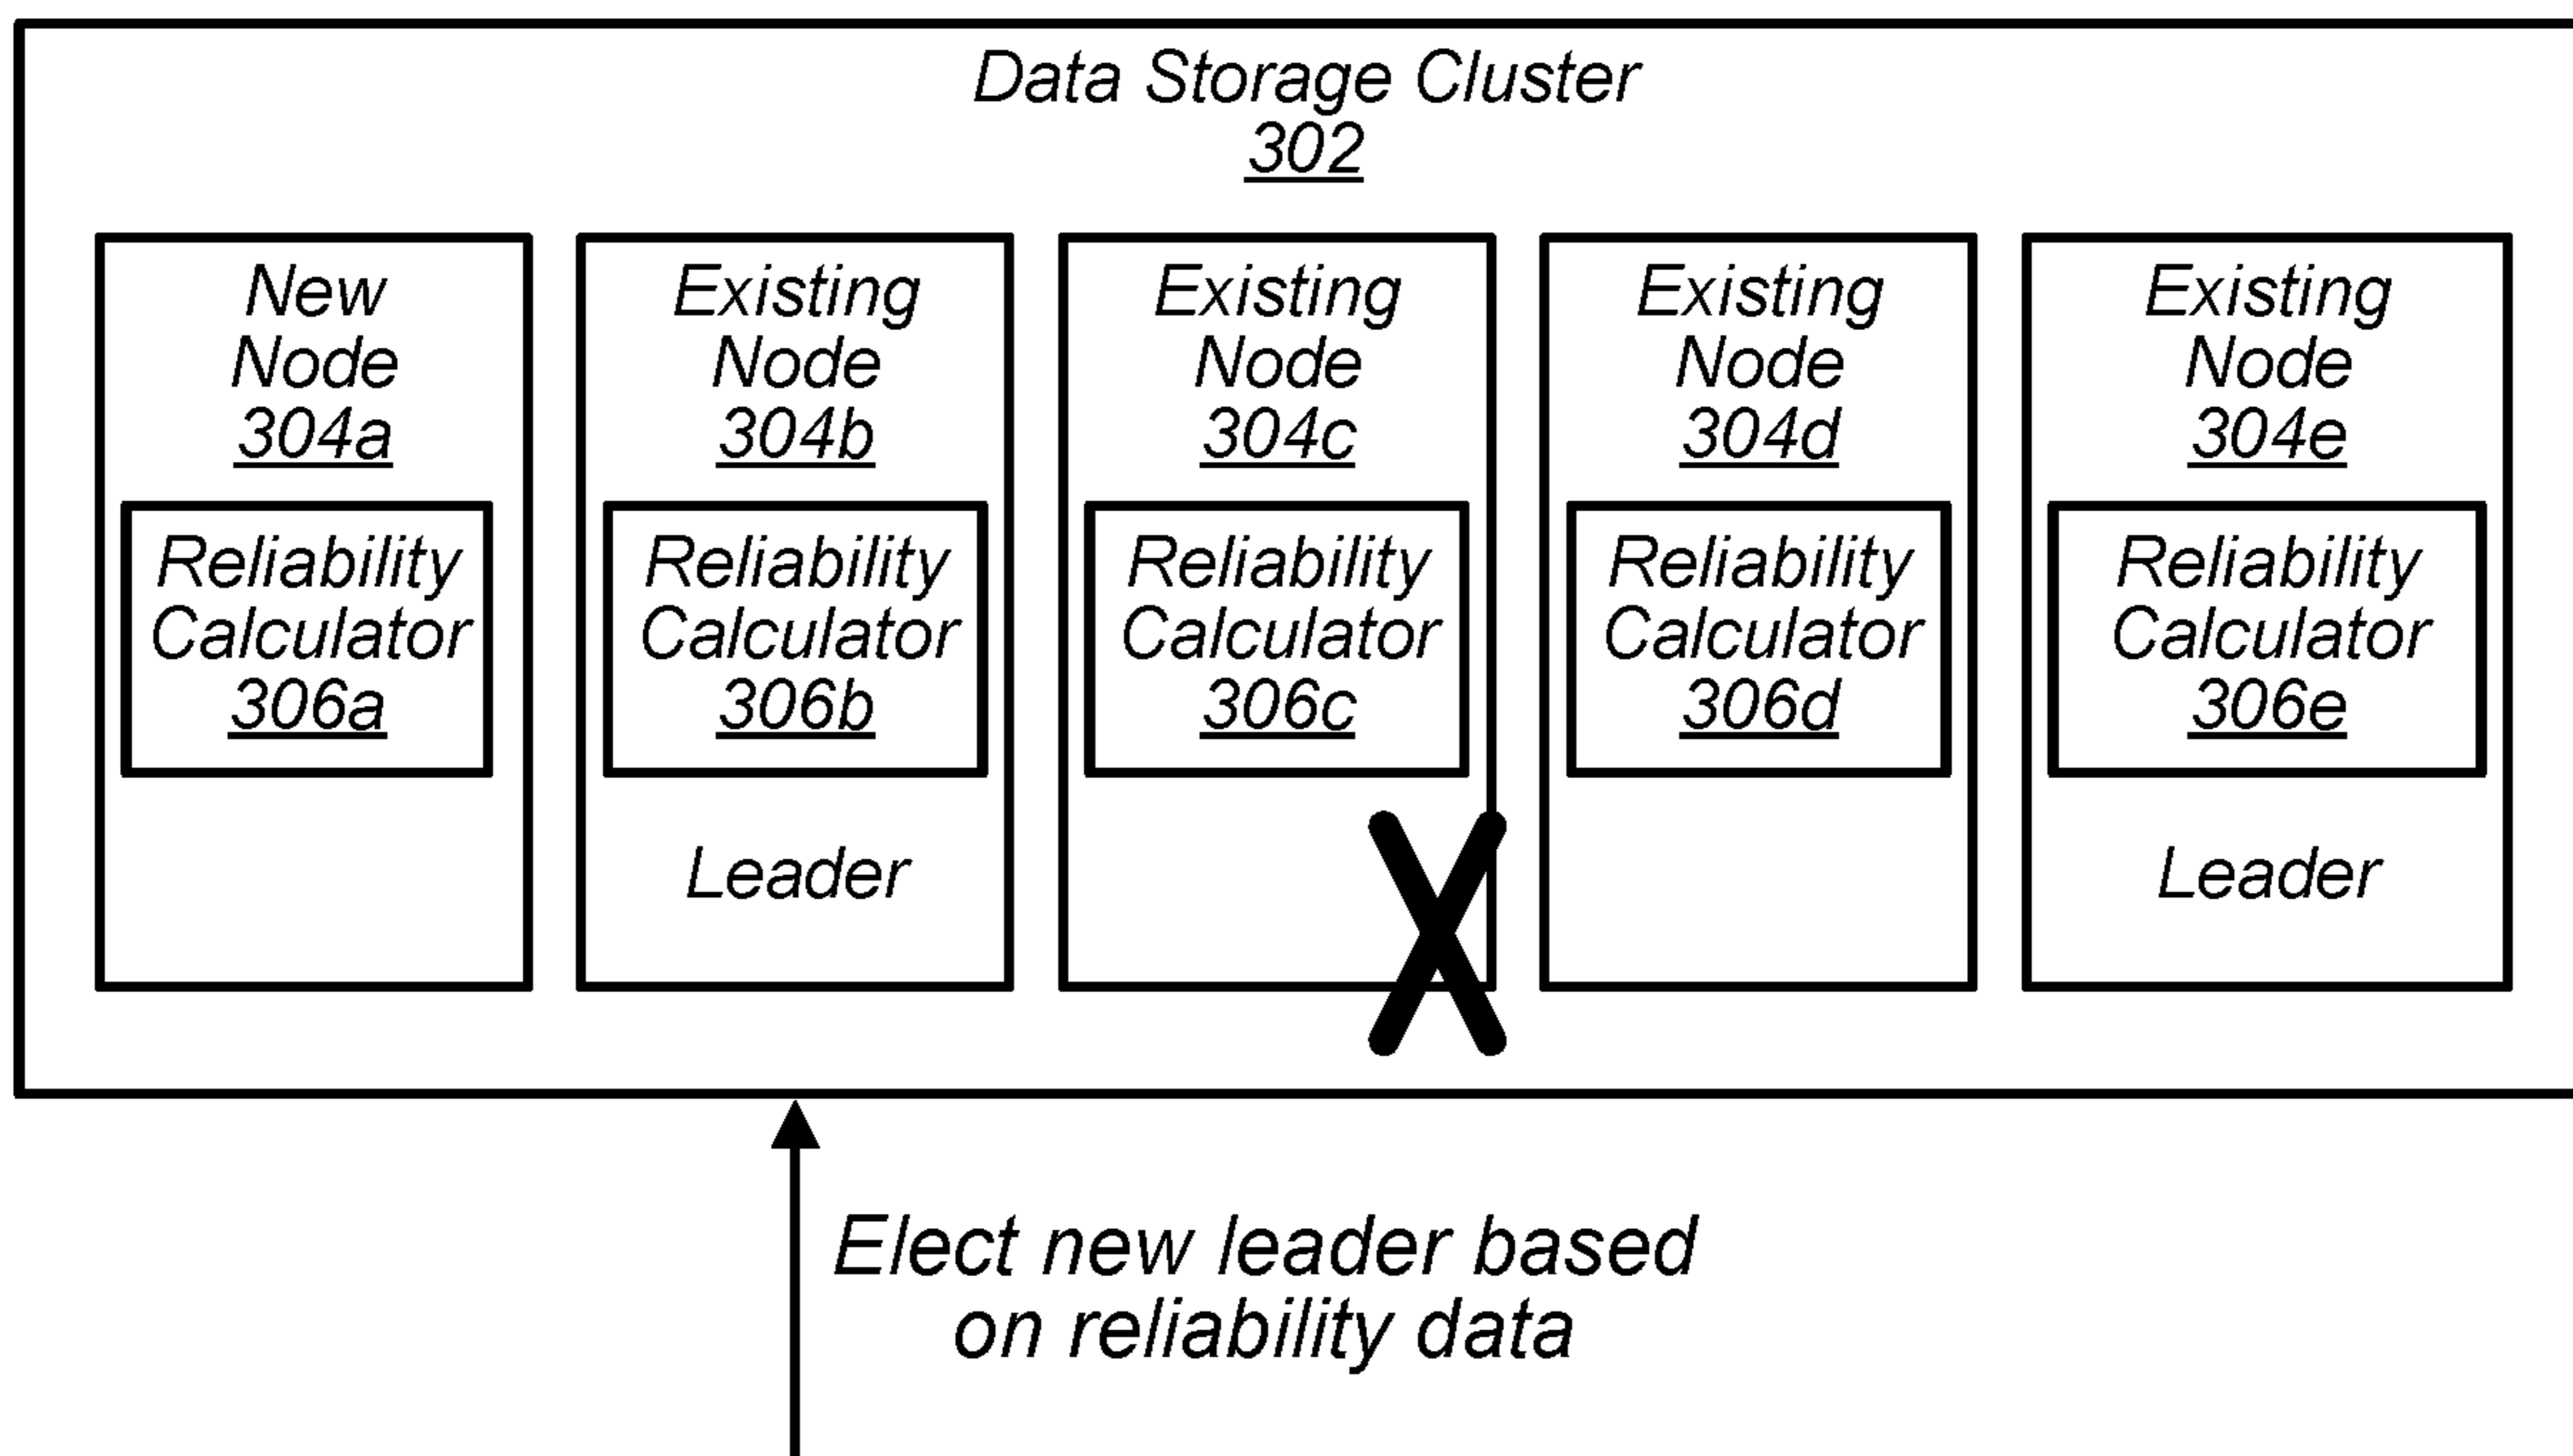 Data Storage Cluster
302
New
Node
304a
Reliability
Calculator
306a
Existing
Node
304b
Reliability
Calculator
306b
Leader
Existing
Node
304c
Reliability
Calculator
306c
Existing
Node
304d
Reliability
Calculator
306d
Existing
Node
304e
Reliability
Calculator
306e
Leader
Elect new leader based
on reliability data